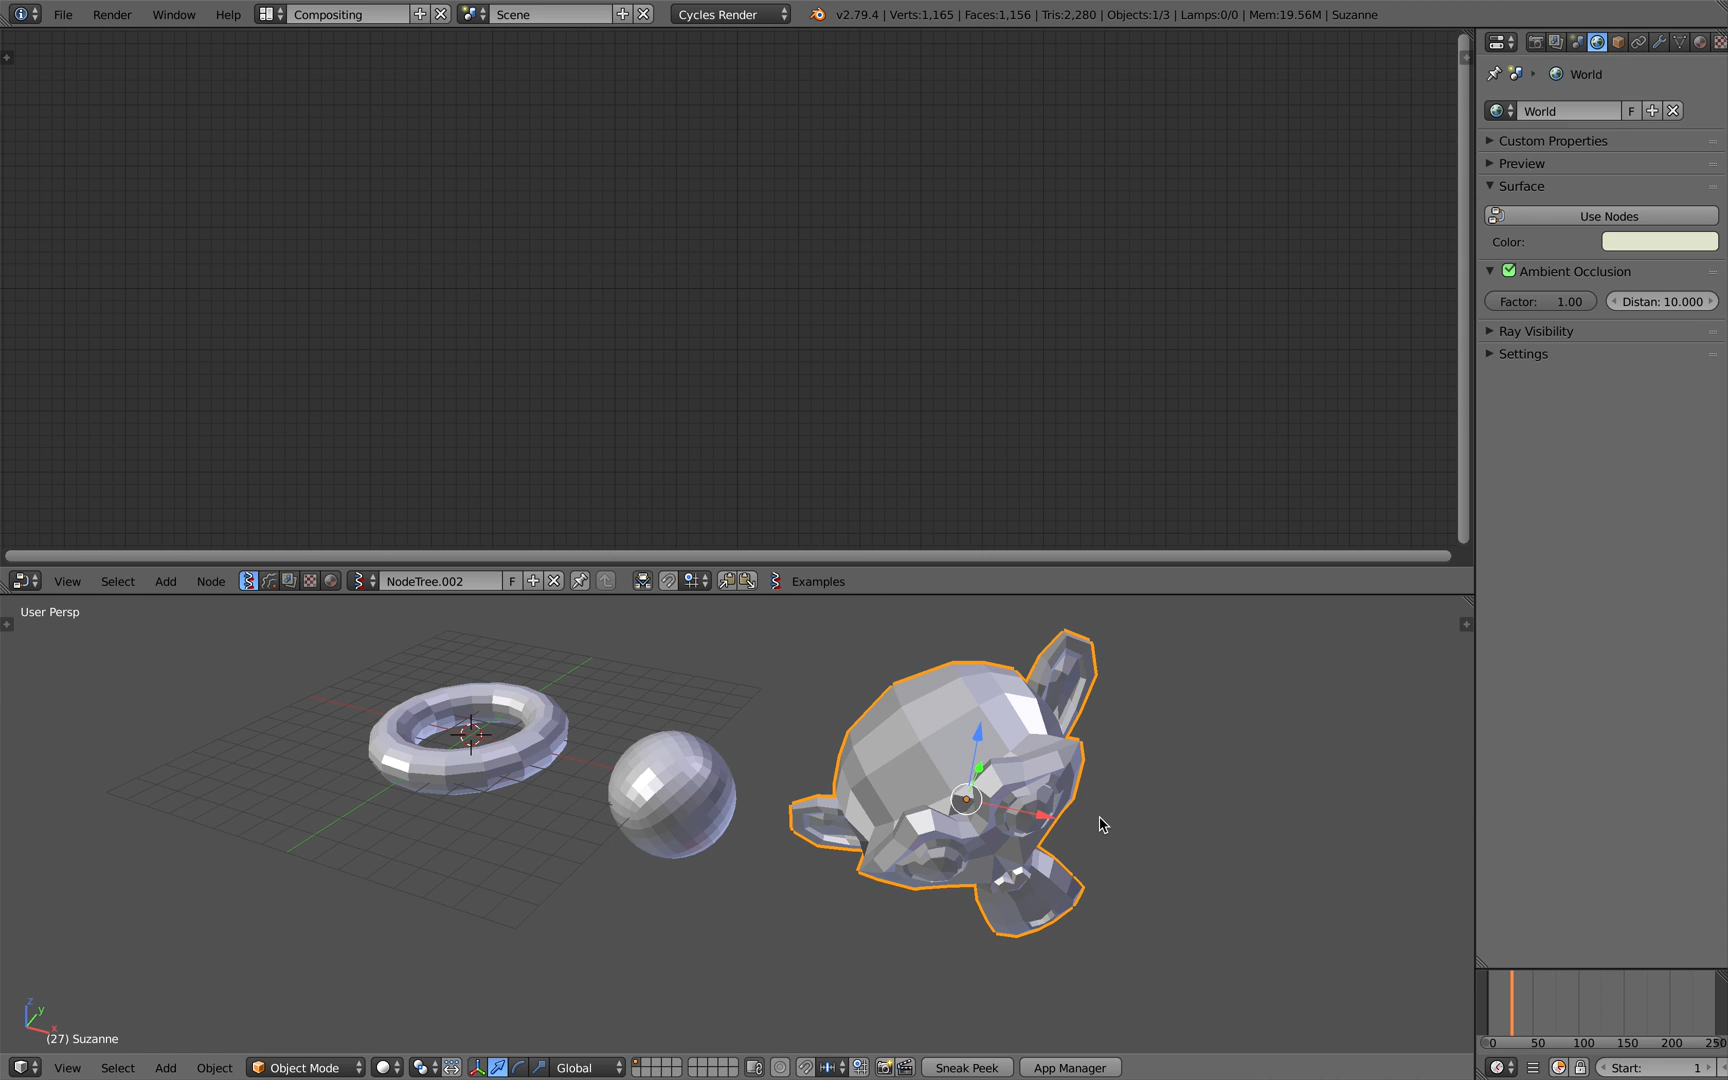 File Render Window Help Compositing Scene Cycles Render v2.79.4 | Verts:1,165 | Faces:1,156 | Tris:2,280 | Objects:1/3 | Lamps:0/0 | Mem:19.56M | Suzanne
World
World F
Custom Properties
Preview
Surface
Use Nodes
Color:
Ambient Occlusion
Factor: 1.00 Distan: 10.000
Ray Visibility
Settings
View Select Add Node NodeTree.002 F Examples
User Persp
z
y
x
(27) Suzanne
0 50 100 150 200 250
View Select Add Object Object Mode Global Sneak Peek App Manager Start: 1